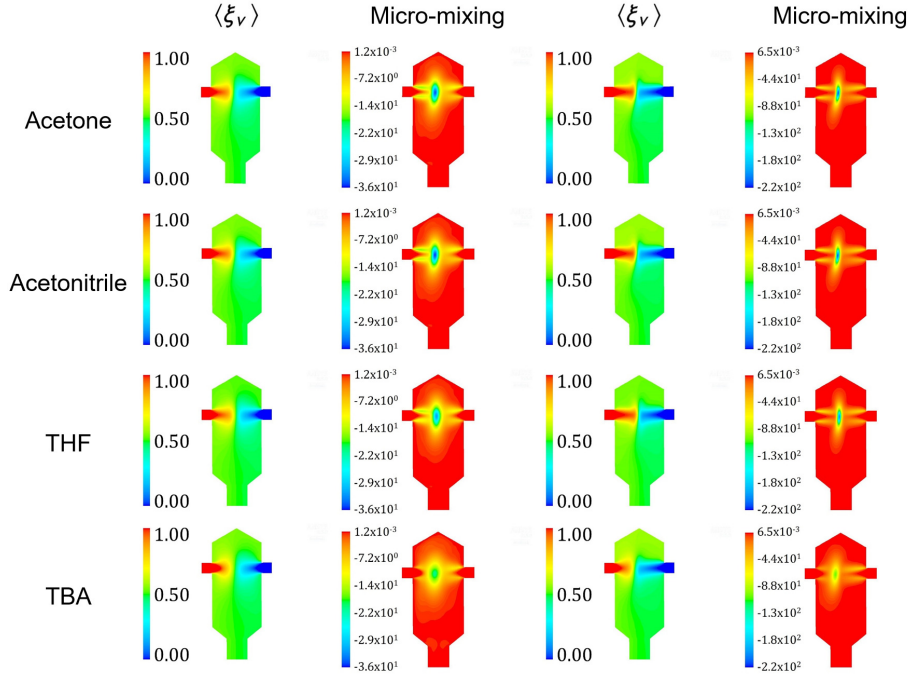 ⟨ξᵥ⟩ Micro-mixing ⟨ξᵥ⟩ Micro-mixing
Acetone
1.00
0.50
0.00
1.2x10⁻³
-7.2x10⁰
-1.4x10¹
-2.2x10¹
-2.9x10¹
-3.6x10¹
1.00
0.50
0.00
6.5x10⁻³
-4.4x10¹
-8.8x10¹
-1.3x10²
-1.8x10²
-2.2x10²
Acetonitrile
1.00
0.50
0.00
1.2x10⁻³
-7.2x10⁰
-1.4x10¹
-2.2x10¹
-2.9x10¹
-3.6x10¹
1.00
0.50
0.00
6.5x10⁻³
-4.4x10¹
-8.8x10¹
-1.3x10²
-1.8x10²
-2.2x10²
THF
1.00
0.50
0.00
1.2x10⁻³
-7.2x10⁰
-1.4x10¹
-2.2x10¹
-2.9x10¹
-3.6x10¹
1.00
0.50
0.00
6.5x10⁻³
-4.4x10¹
-8.8x10¹
-1.3x10²
-1.8x10²
-2.2x10²
TBA
1.00
0.50
0.00
1.2x10⁻³
-7.2x10⁰
-1.4x10¹
-2.2x10¹
-2.9x10¹
-3.6x10¹
1.00
0.50
0.00
6.5x10⁻³
-4.4x10¹
-8.8x10¹
-1.3x10²
-1.8x10²
-2.2x10²